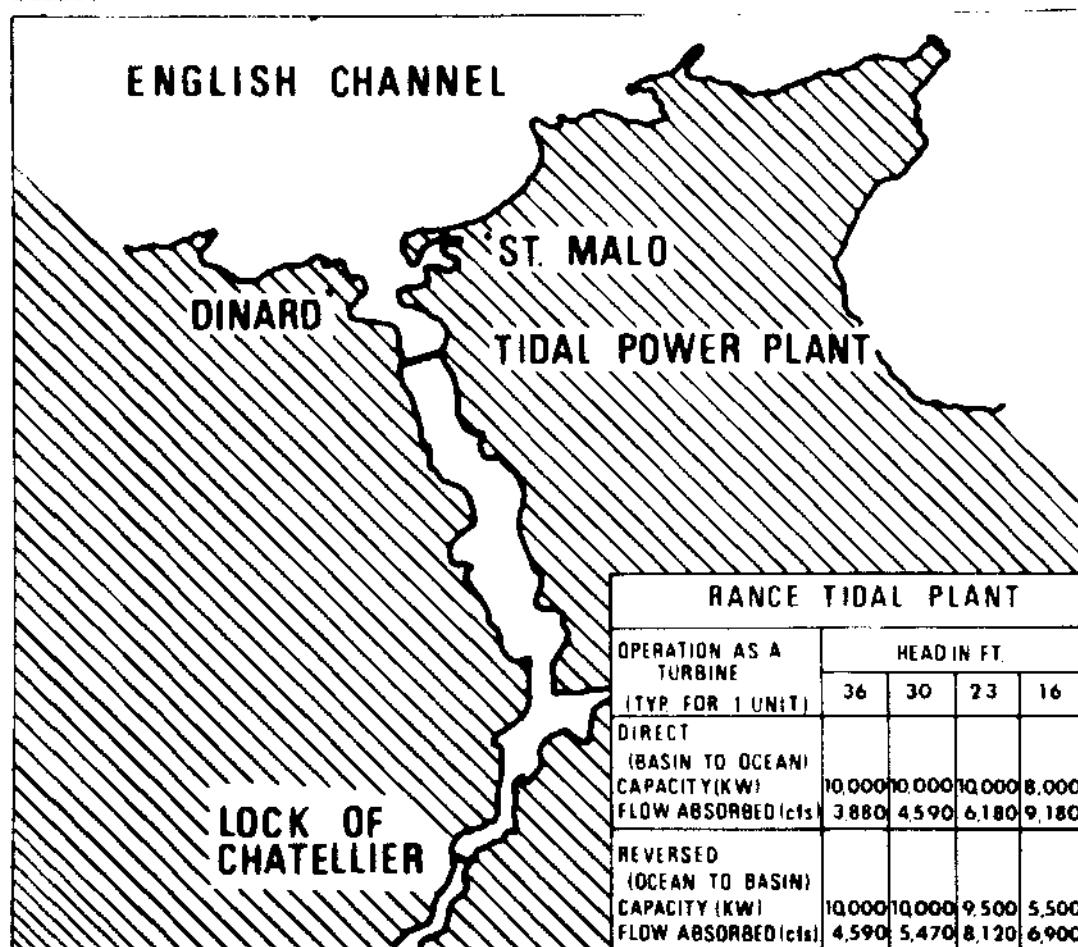 ENGLISH CHANNEL
ST. MALO
DINARD
TIDAL POWER PLANT
LOCK OF
CHATELLIER
RANCE TIDAL PLANT
OPERATION AS A
TURBINE
(TYP. FOR 1 UNIT)
HEAD IN FT.
36 30 23 16
DIRECT
(BASIN TO OCEAN)
CAPACITY (KW) 10,000 10,000 10,000 8,000
FLOW ABSORBED (cfs) 3,880 4,590 6,180 9,180
REVERSED
(OCEAN TO BASIN)
CAPACITY (KW) 10,000 10,000 9,500 5,500
FLOW ABSORBED (cfs) 4,590 5,470 8,120 6,900